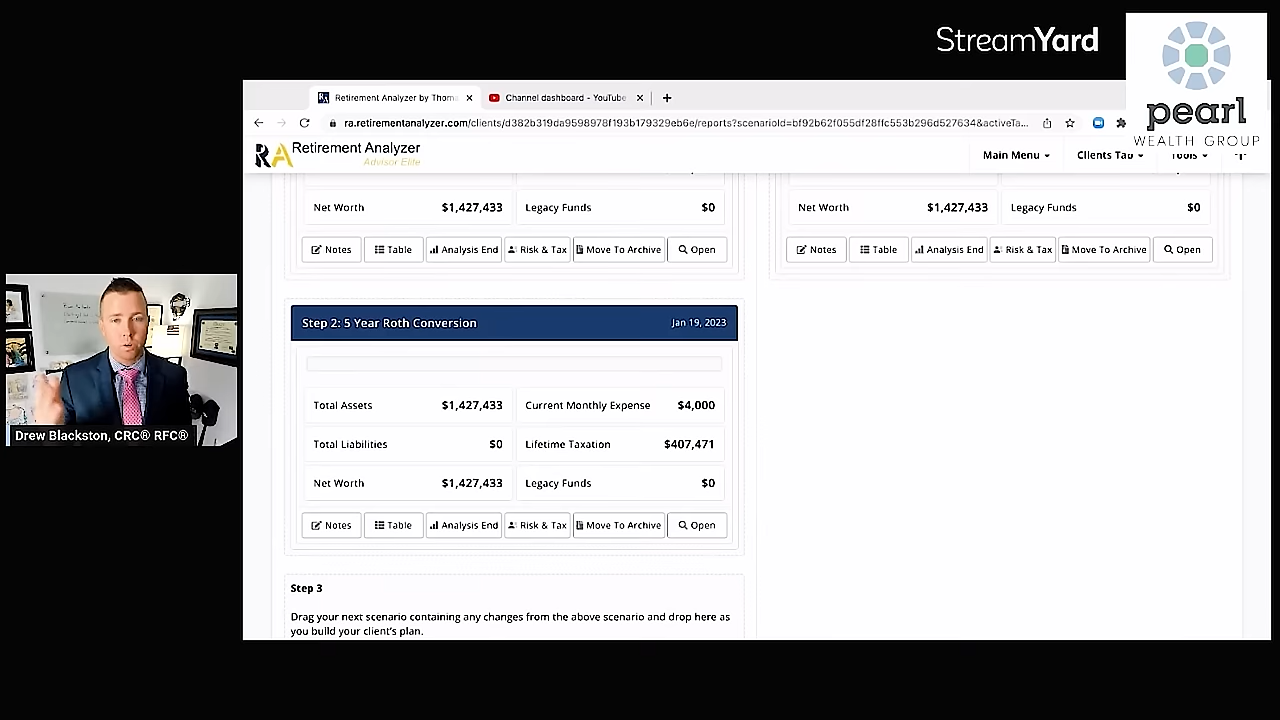 StreamYard
pearl
WEALTH GROUP
Retirement Analyzer by Thom
Channel dashboard - YouTube
ra.retirementanalyzer.com/clients/d382b319da9598978f193b179329eb6e/reports?scenarioId=bf92b62f055df28ffc553b296d527634&activeTa...
RA Retirement Analyzer
Advisor Elite
Main Menu
Clients Tab
Tools
Net Worth $1,427,433 Legacy Funds $0
Net Worth $1,427,433 Legacy Funds $0
Notes Table Analysis End Risk & Tax Move To Archive Open
Notes Table Analysis End Risk & Tax Move To Archive Open
Step 2: 5 Year Roth Conversion Jan 19, 2023
Total Assets $1,427,433 Current Monthly Expense $4,000
Total Liabilities $0 Lifetime Taxation $407,471
Net Worth $1,427,433 Legacy Funds $0
Notes Table Analysis End Risk & Tax Move To Archive Open
Step 3
Drag your next scenario containing any changes from the above scenario and drop here as
you build your client's plan.
Drew Blackston, CRC® RFC®